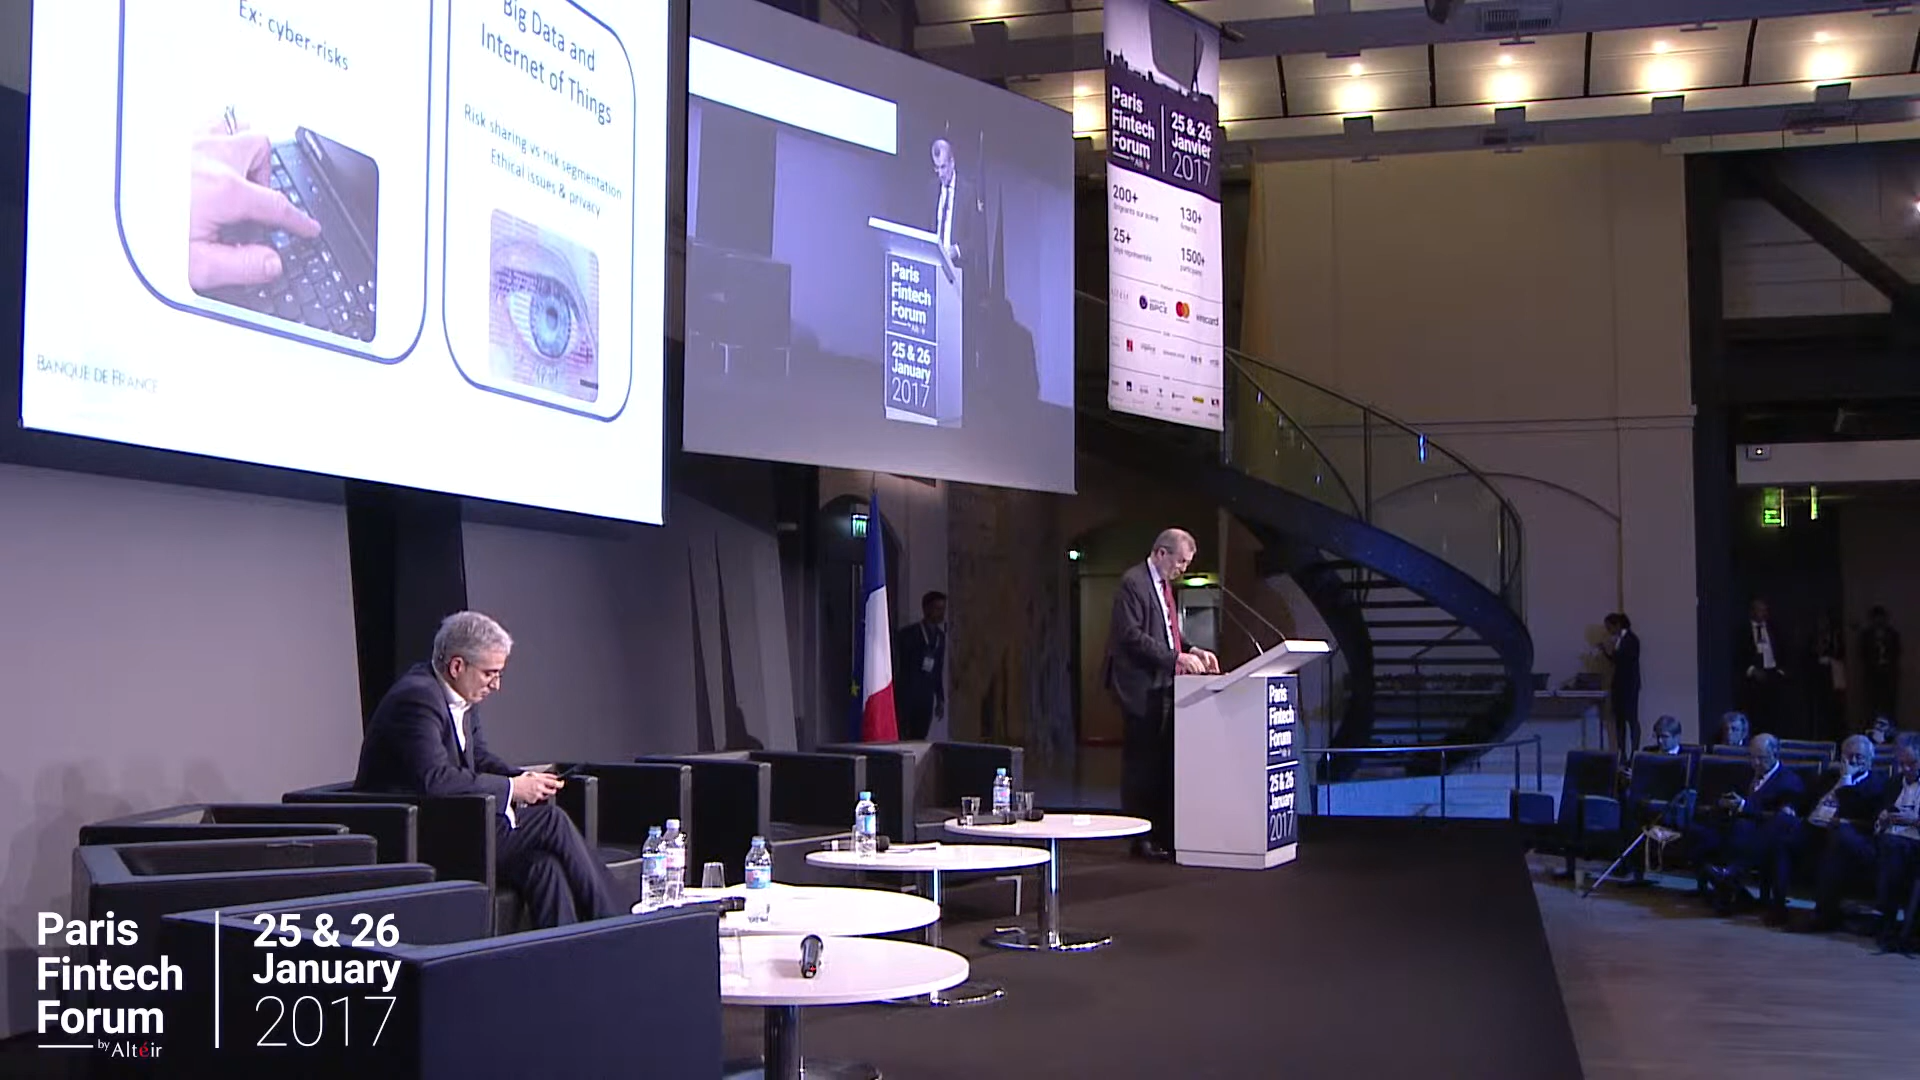 Ex: cyber-risks
Big Data and
Internet of Things
Risk sharing vs risk segmentation
Ethical issues & privacy
BANQUE DE FRANCE
Paris
Fintech
Forum
25 & 26
January
2017
Paris
Fintech
Forum
25 & 26
Janvier
2017
200+
130+
25+
1500+
BPCE
Paris
Fintech
Forum
25 & 26
January
2017
Paris
Fintech
Forum
by Altéir
25 & 26
January
2017